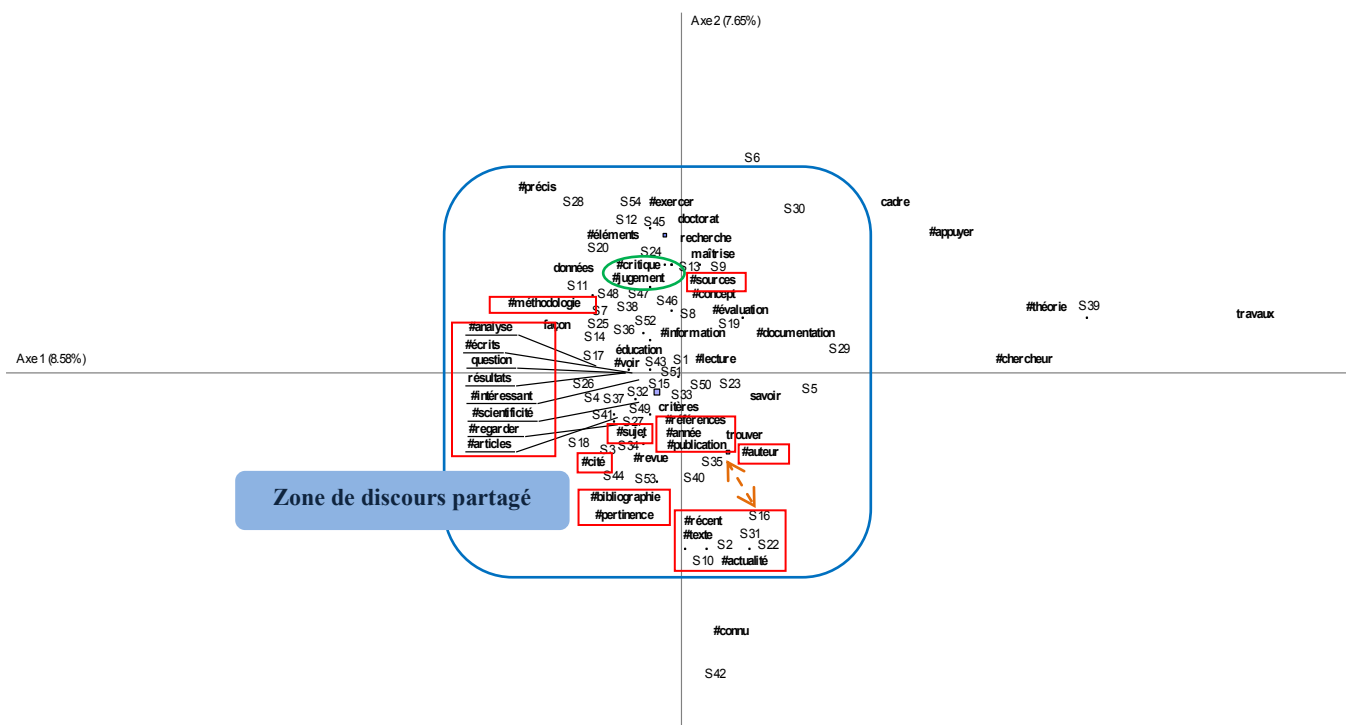 Axe 2 (7.65%)
S6
#précis
S28
S54
#exercer
S30
cadre
S12
S45
doctorat
#appuyer
#éléments
recherche
S20
S24
maîtrise
données
#critique
S13
S9
#jugement
#sources
S11
S48
S47
#concept
#méthodologie
S7
S38
S46
S8
#évaluation
#théorie
S39
travaux
façon
S25
S52
S19
#analyse
S36
#information
#documentation
S14
#écrits
éducation
S29
Axe 1 (8.58%)
question
S17
#voir
S43
S1
#lecture
#chercheur
résultats
S51
S26
S15
S50
S23
S5
#intéressant
S4
S37
S32
S33
savoir
#scientificité
S49
critères
S41
S27
#références
#regarder
#sujet
#année
trouver
#articles
S18
S3
S34
#publication
#auteur
#cité
#revue
S35
S44
S53
S40
Zone de discours partagé
#bibliographie
#pertinence
#récent
S16
#texte
S31
S2
S22
S10
#actualité
#connu
S42